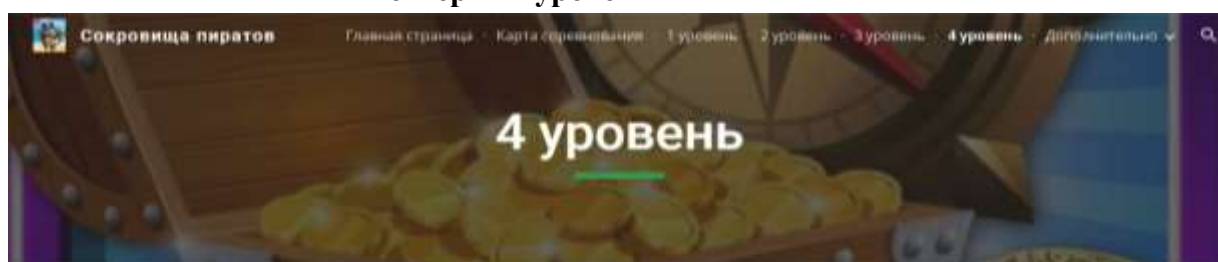 Сокровища пиратов Главная страница Карта соревнования 1 уровень 2 уровень 3 уровень 4 уровень Дополнительно
4 уровень